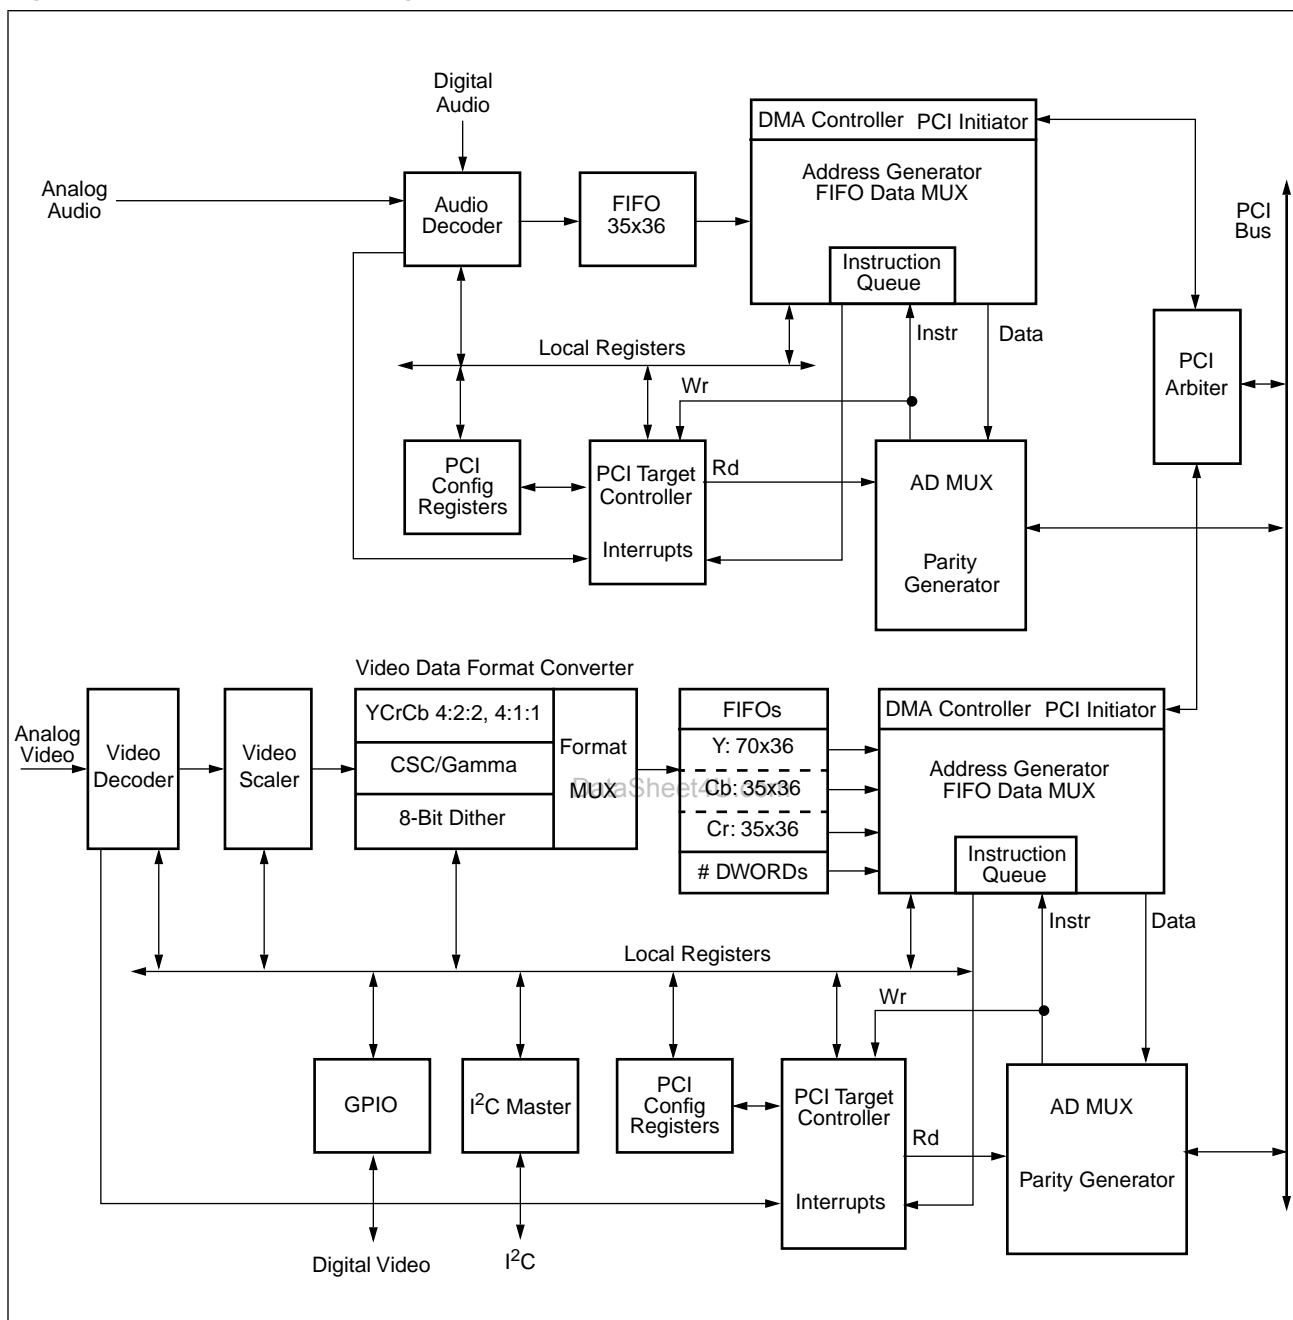 Digital
Audio
Analog
Audio
Audio
Decoder
FIFO
35x36
DMA Controller PCI Initiator
Address Generator
FIFO Data MUX
Instruction
Queue
PCI
Bus
Instr
Data
Local Registers
PCI
Arbiter
Wr
PCI
Config
Registers
PCI Target
Controller
Interrupts
Rd
AD MUX
Parity
Generator
Video Data Format Converter
Analog
Video
Video
Decoder
Video
Scaler
YCrCb 4:2:2, 4:1:1
CSC/Gamma
8-Bit Dither
Format
MUX
FIFOs
Y: 70x36
Cb: 35x36
Cr: 35x36
# DWORDs
DataSheet4U.com
DMA Controller PCI Initiator
Address Generator
FIFO Data MUX
Instruction
Queue
Instr
Data
Local Registers
Wr
GPIO
I²C Master
PCI
Config
Registers
PCI Target
Controller
Interrupts
Rd
AD MUX
Parity Generator
Digital Video
I²C